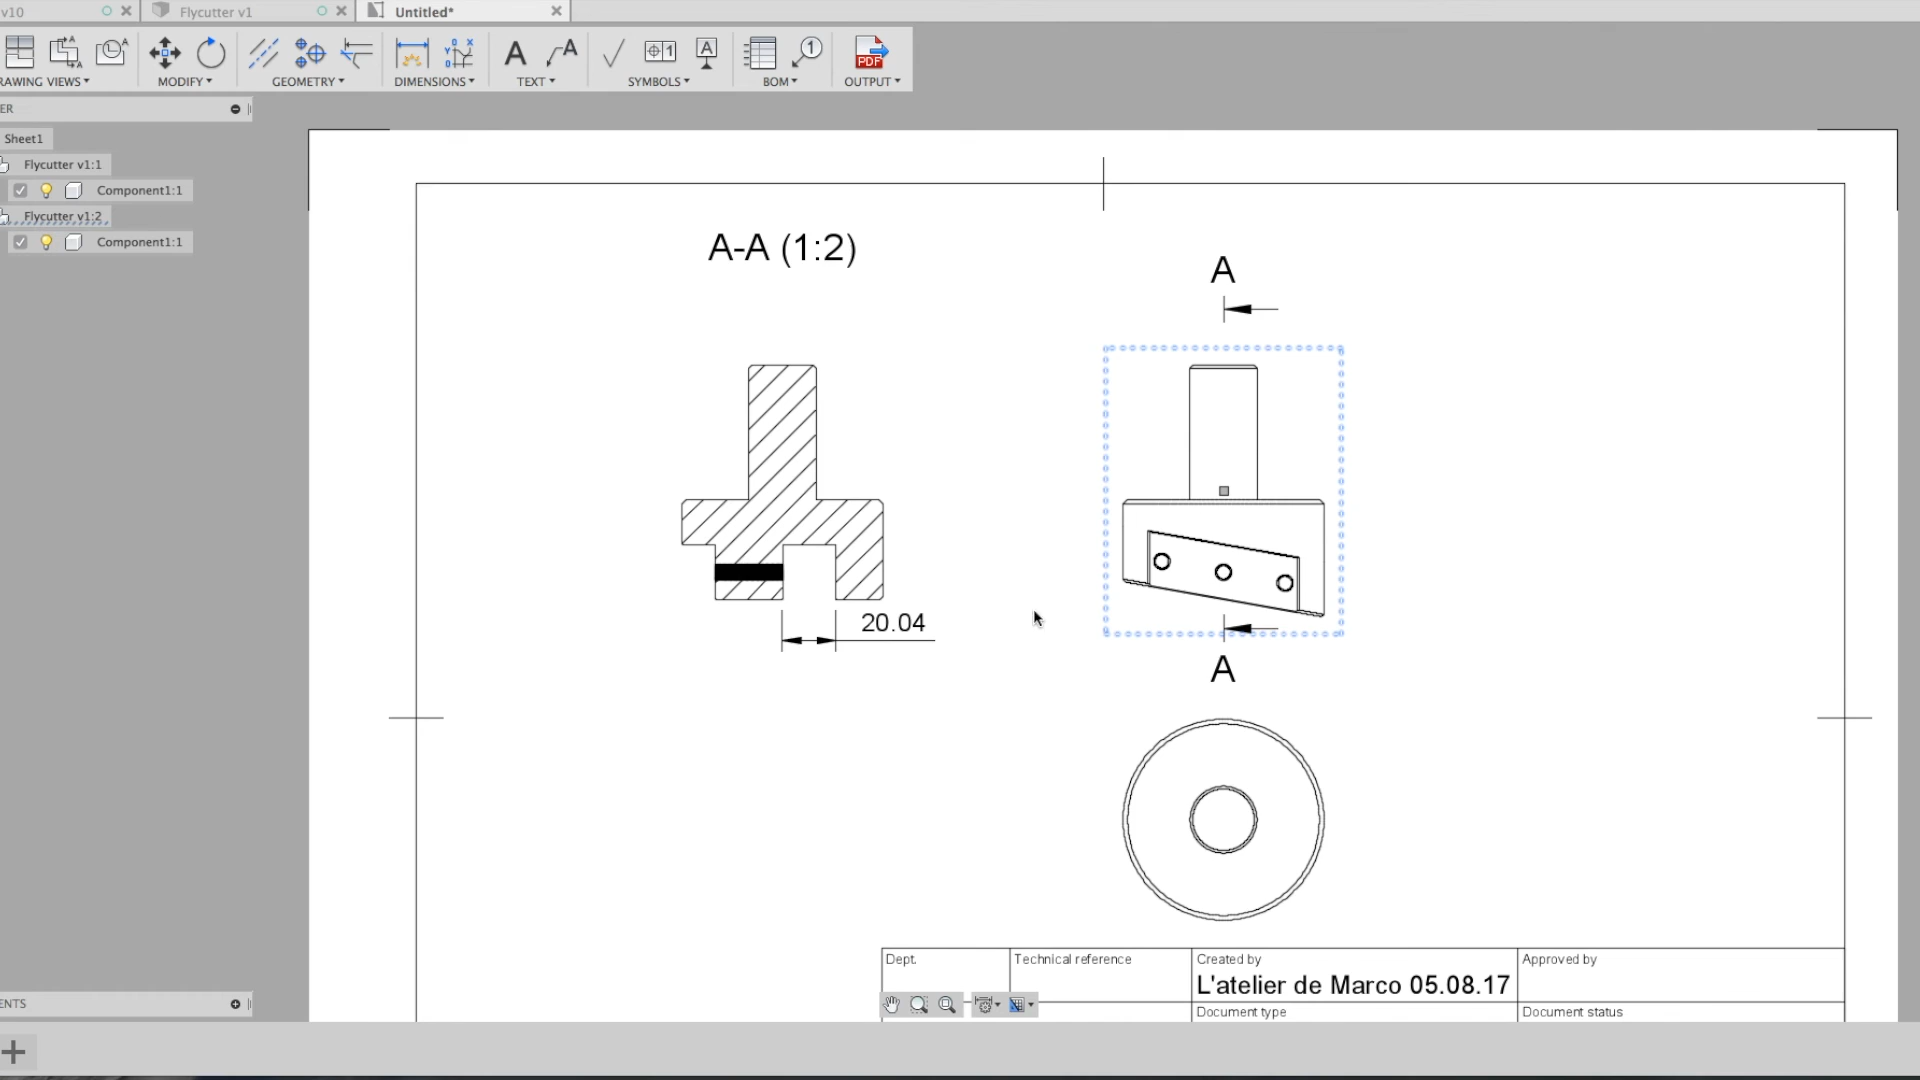 v10
Flycutter v1
Untitled*
RAWING VIEWS
MODIFY
GEOMETRY
DIMENSIONS
TEXT
SYMBOLS
BOM
OUTPUT
ER
Sheet1
Flycutter v1:1
Component1:1
Flycutter v1:2
Component1:1
A-A (1:2)
A
20.04
A
Dept.
Technical reference
Created by
L'atelier de Marco 05.08.17
Approved by
Document type
Document status
ENTS